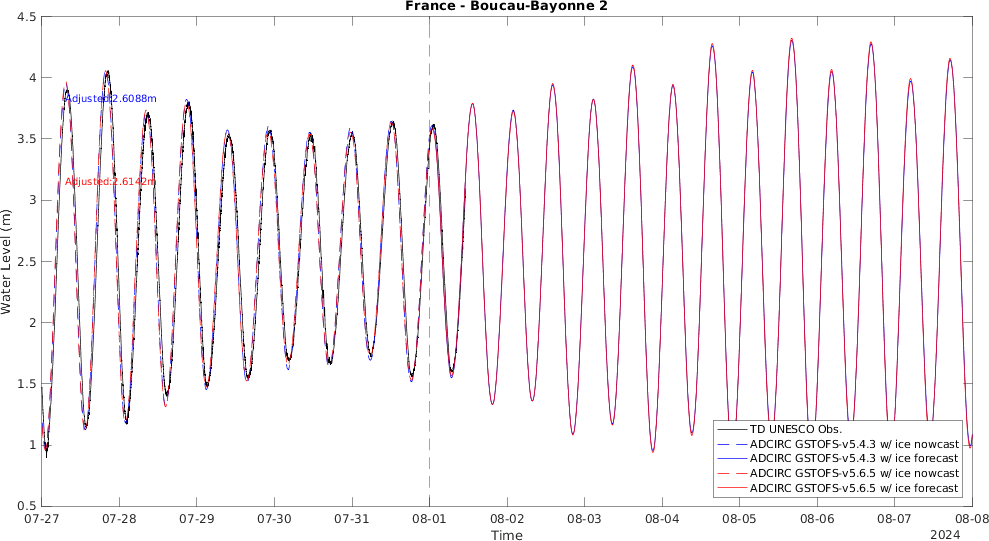 France - Boucau-Bayonne 2
4.5
4
3.5
3
2.5
2
1.5
1
0.5
Water Level (m)
Adjusted:2.6088m
Adjusted:2.6142m
TD UNESCO Obs.
ADCIRC GSTOFS-v5.4.3 w/ ice nowcast
ADCIRC GSTOFS-v5.4.3 w/ ice forecast
ADCIRC GSTOFS-v5.6.5 w/ ice nowcast
ADCIRC GSTOFS-v5.6.5 w/ ice forecast
07-27 07-28 07-29 07-30 07-31 08-01 08-02 08-03 08-04 08-05 08-06 08-07 08-08
Time
2024